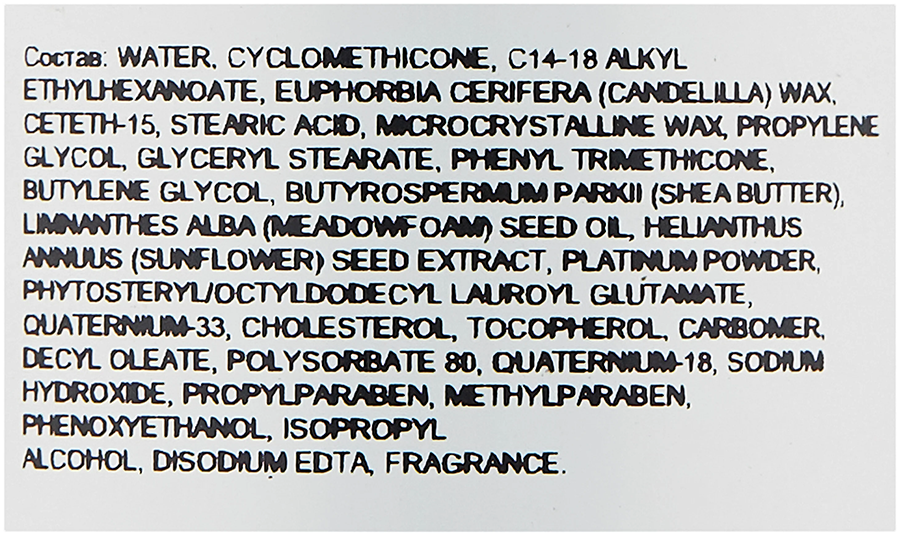 Состав: WATER, CYCLOMETHICONE, C14-18 ALKYL
ETHYLHEXANOATE, EUPHORBIA CERIFERA (CANDELILLA) WAX,
CETETH-15, STEARIC ACID, MICROCRYSTALLINE WAX, PROPYLENE
GLYCOL, GLYCERYL STEARATE, PHENYL TRIMETHICONE,
BUTYLENE GLYCOL, BUTYROSPERMUM PARKII (SHEA BUTTER),
LIMNANTHES ALBA (MEADOWFOAM) SEED OIL, HELIANTHUS
ANNUUS (SUNFLOWER) SEED EXTRACT, PLATINUM POWDER,
PHYTOSTERYL/OCTYLDODECYL LAUROYL GLUTAMATE,
QUATERNIUM-33, CHOLESTEROL, TOCOPHEROL, CARBOMER,
DECYL OLEATE, POLYSORBATE 80, QUATERNIUM-18, SODIUM
HYDROXIDE, PROPYLPARABEN, METHYLPARABEN,
PHENOXYETHANOL, ISOPROPYL
ALCOHOL, DISODIUM EDTA, FRAGRANCE.